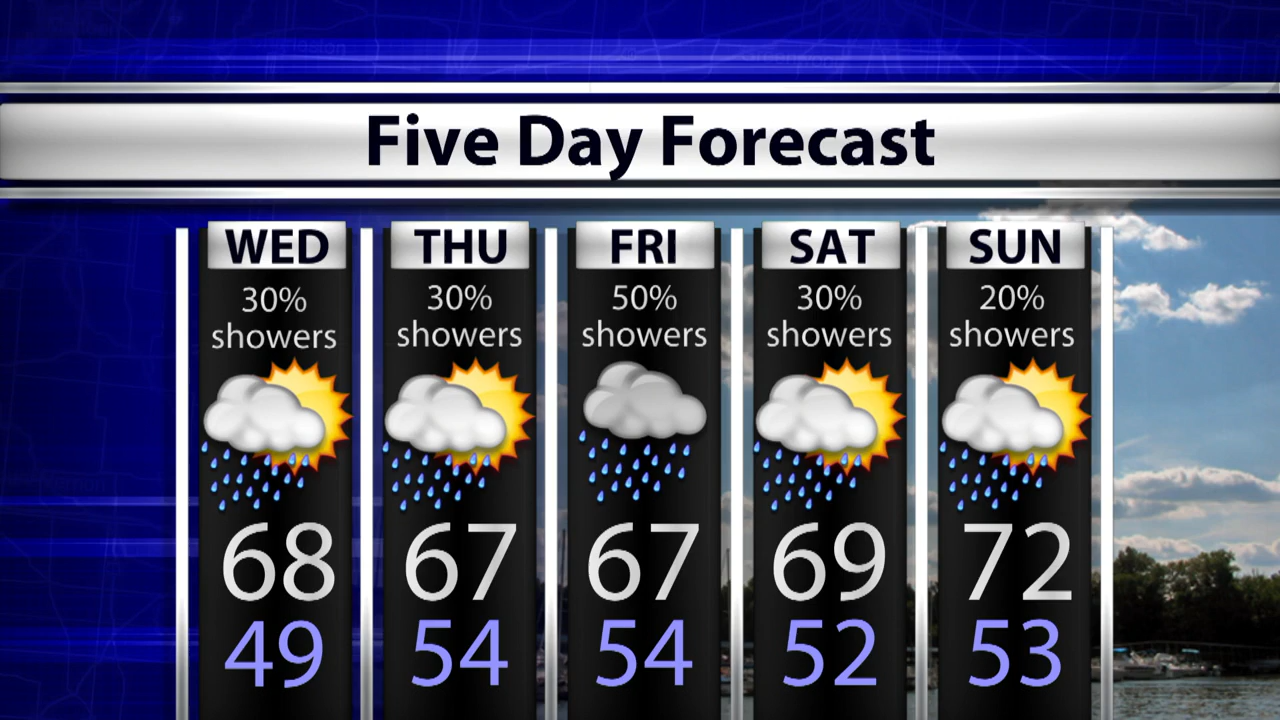 Five Day Forecast
WED THU FRI SAT SUN
30% 30% 50% 30% 20%
showers showers showers showers showers
68 67 67 69 72
49 54 54 52 53